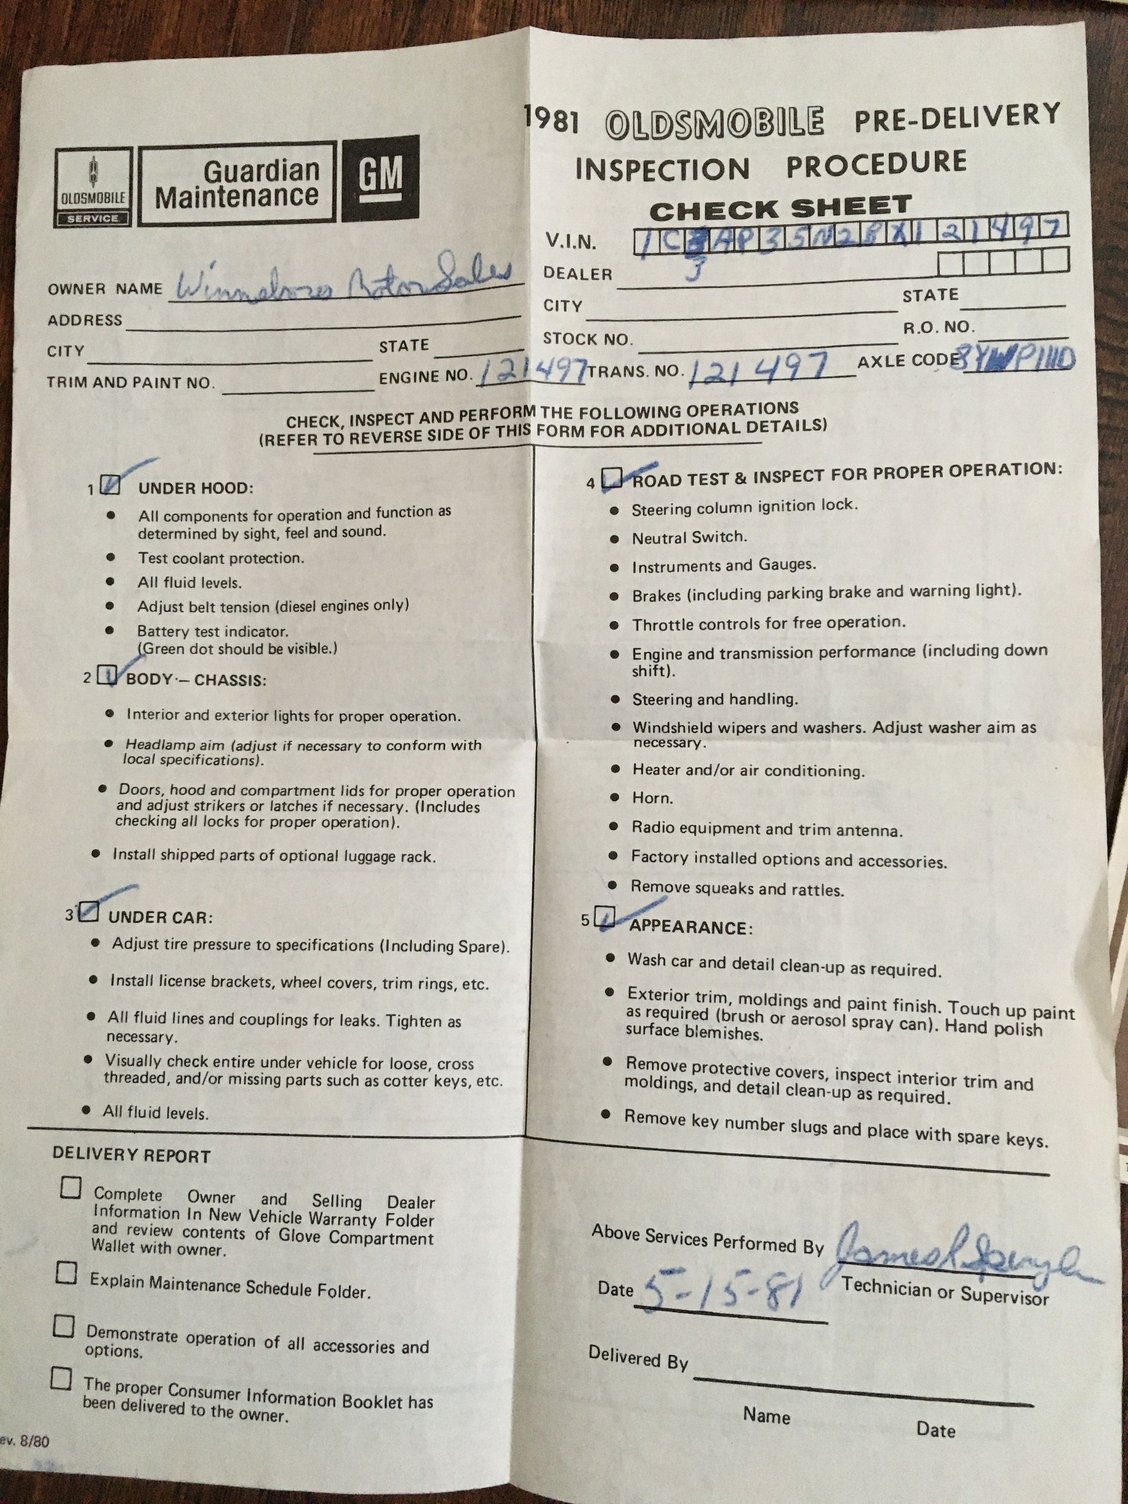 1981 OLDSMOBILE PRE-DELIVERY
INSPECTION PROCEDURE
CHECK SHEET
OLDSMOBILE
SERVICE
Guardian
Maintenance
GM
V.I.N. 1C3AP35N2BX121497
DEALER
OWNER NAME Winnsboro Motor Sales
CITY STATE
ADDRESS
STOCK NO. R.O. NO.
CITY STATE
TRIM AND PAINT NO. ENGINE NO. 121497 TRANS. NO. 121497 AXLE CODE
CHECK, INSPECT AND PERFORM THE FOLLOWING OPERATIONS
(REFER TO REVERSE SIDE OF THIS FORM FOR ADDITIONAL DETAILS)
1 UNDER HOOD:
• All components for operation and function as
determined by sight, feel and sound.
• Test coolant protection.
• All fluid levels.
• Adjust belt tension (diesel engines only)
• Battery test indicator.
(Green dot should be visible.)
2 BODY — CHASSIS:
• Interior and exterior lights for proper operation.
• Headlamp aim (adjust if necessary to conform with
local specifications).
• Doors, hood and compartment lids for proper operation
and adjust strikers or latches if necessary. (Includes
checking all locks for proper operation).
• Install shipped parts of optional luggage rack.
3 UNDER CAR:
• Adjust tire pressure to specifications (Including Spare).
• Install license brackets, wheel covers, trim rings, etc.
• All fluid lines and couplings for leaks. Tighten as
necessary.
• Visually check entire under vehicle for loose, cross
threaded, and/or missing parts such as cotter keys, etc.
• All fluid levels.
4 ROAD TEST & INSPECT FOR PROPER OPERATION:
• Steering column ignition lock.
• Neutral Switch.
• Instruments and Gauges.
• Brakes (including parking brake and warning light).
• Throttle controls for free operation.
• Engine and transmission performance (including down
shift).
• Steering and handling.
• Windshield wipers and washers. Adjust washer aim as
necessary.
• Heater and/or air conditioning.
• Horn.
• Radio equipment and trim antenna.
• Factory installed options and accessories.
• Remove squeaks and rattles.
5 APPEARANCE:
• Wash car and detail clean-up as required.
• Exterior trim, moldings and paint finish. Touch up paint
as required (brush or aerosol spray can). Hand polish
surface blemishes.
• Remove protective covers, inspect interior trim and
moldings, and detail clean-up as required.
• Remove key number slugs and place with spare keys.
DELIVERY REPORT
Complete Owner and Selling Dealer
Information In New Vehicle Warranty Folder
and review contents of Glove Compartment
Wallet with owner.
Explain Maintenance Schedule Folder.
Demonstrate operation of all accessories and
options.
The proper Consumer Information Booklet has
been delivered to the owner.
ev. 8/80
Above Services Performed By James
Technician or Supervisor
Date 5-15-81
Delivered By
Name Date